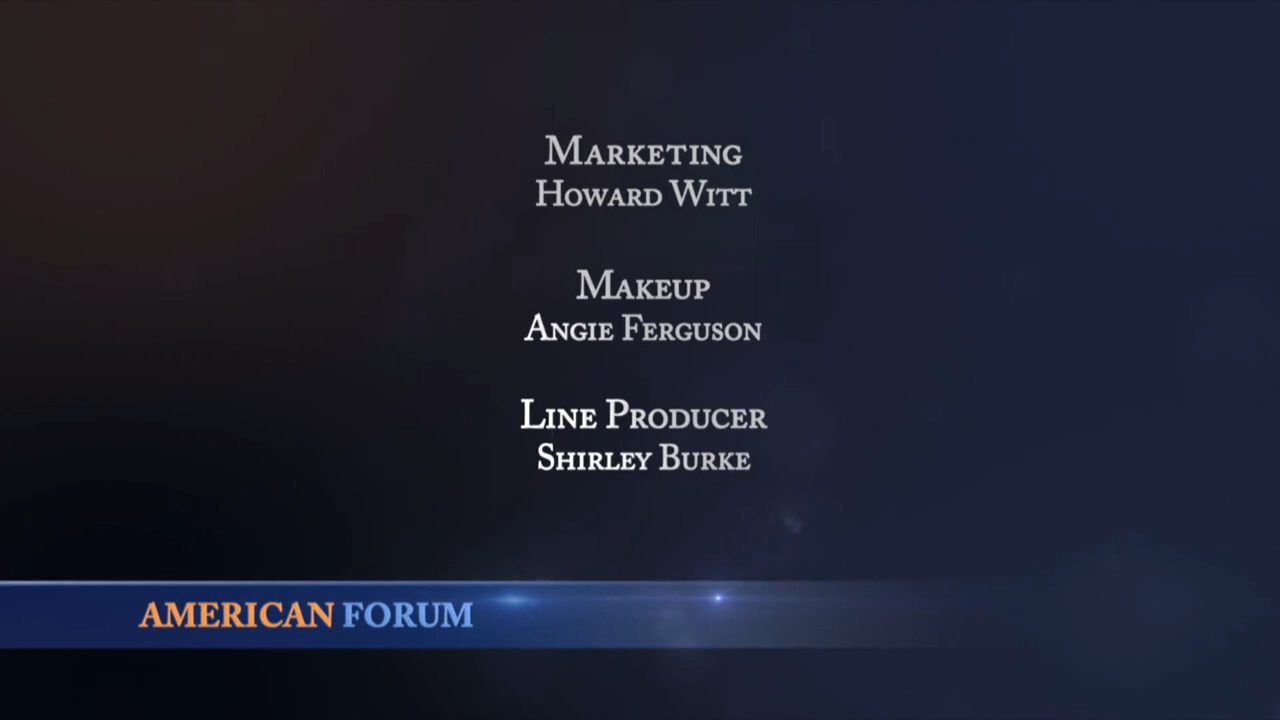 Marketing
Howard Witt
Makeup
Angie Ferguson
Line Producer
Shirley Burke
AMERICAN FORUM